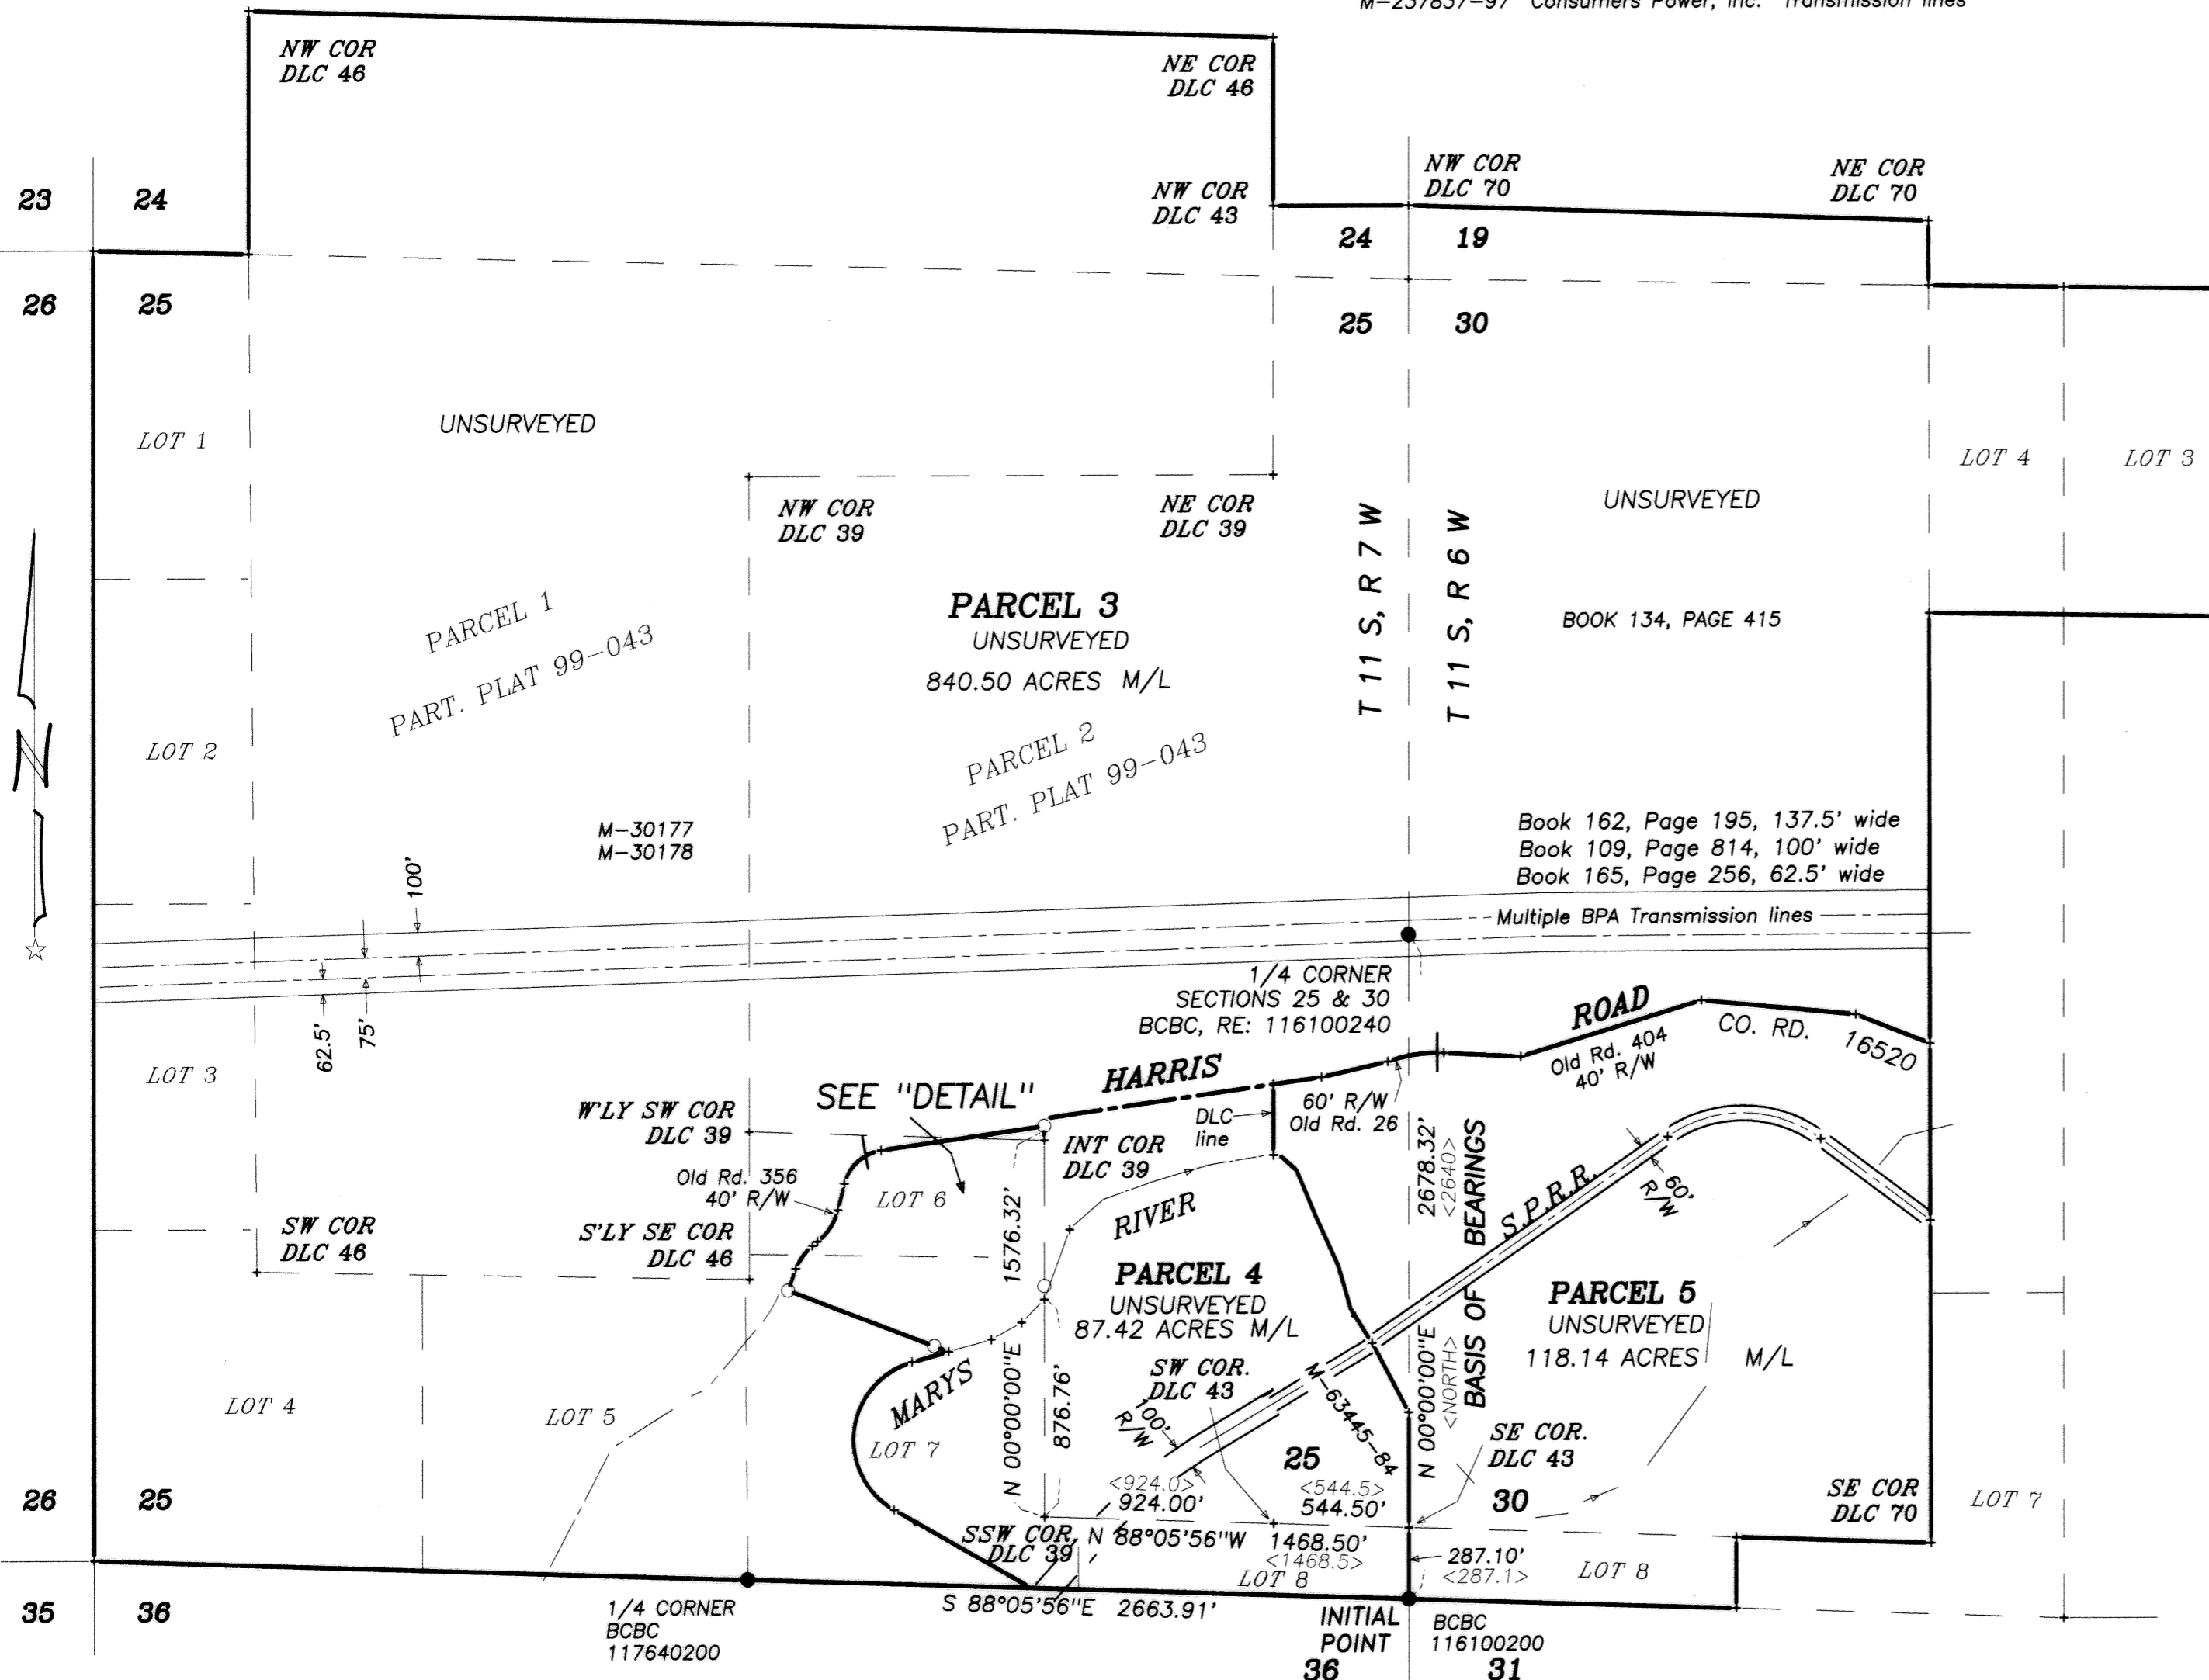 M-237837-97 Consumers Power, Inc. Transmission lines
NW COR
DLC 46
NE COR
DLC 46
NW COR
DLC 43
NW COR
DLC 70
NE COR
DLC 70
23
24
24
19
26
25
25
30
LOT 1
UNSURVEYED
LOT 4
LOT 3
NW COR
DLC 39
NE COR
DLC 39
UNSURVEYED
T 11 S, R 7 W
T 11 S, R 6 W
PARCEL 1
PART. PLAT 99-043
PARCEL 3
UNSURVEYED
840.50 ACRES M/L
BOOK 134, PAGE 415
N
LOT 2
PARCEL 2
PART. PLAT 99-043
M-30177
M-30178
Book 162, Page 195, 137.5' wide
Book 109, Page 814, 100' wide
Book 165, Page 256, 62.5' wide
100'
Multiple BPA Transmission lines
62.5'
75'
1/4 CORNER
SECTIONS 25 & 30
BCBC, RE: 116100240
LOT 3
SEE "DETAIL"
HARRIS
ROAD
CO. RD. 16520
Old Rd. 404
40' R/W
W'LY SW COR
DLC 39
DLC
line
60' R/W
Old Rd. 26
INT COR
DLC 39
Old Rd. 356
40' R/W
LOT 6
RIVER
SW COR
DLC 46
S'LY SE COR
DLC 46
1576.32'
N 00°00'00"E
876.76'
2678.32'
<2640>
N 00°00'00"E
<NORTH>
BASIS OF BEARINGS
S.P.R.R.
60'
R/W
PARCEL 4
UNSURVEYED
87.42 ACRES M/L
PARCEL 5
UNSURVEYED
118.14 ACRES M/L
SW COR.
DLC 43
MARYS
100'
R/W
M-63445-84
LOT 4
LOT 5
LOT 7
25
SE COR.
DLC 43
<924.0>
924.00'
<544.5>
544.50'
30
SE COR
DLC 70
LOT 7
26
25
SSW COR,
DLC 39
N 88°05'56"W
1468.50'
<1468.5>
LOT 8
287.10'
<287.1>
LOT 8
35
36
1/4 CORNER
BCBC
117640200
S 88°05'56"E 2663.91'
INITIAL
POINT
BCBC
116100200
36
31